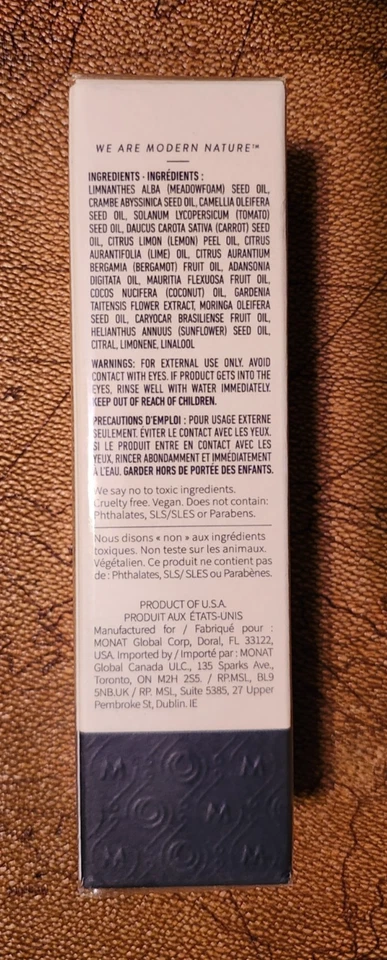 WE ARE MODERN NATURE™
INGREDIENTS - INGRÉDIENTS :
LIMNANTHES ALBA (MEADOWFOAM) SEED OIL,
CRAMBE ABYSSINICA SEED OIL, CAMELLIA OLEIFERA
SEED OIL, SOLANUM LYCOPERSICUM (TOMATO)
SEED OIL, DAUCUS CAROTA SATIVA (CARROT) SEED
OIL, CITRUS LIMON (LEMON) PEEL OIL, CITRUS
AURANTIFOLIA (LIME) OIL, CITRUS AURANTIUM
BERGAMIA (BERGAMOT) FRUIT OIL, ADANSONIA
DIGITATA OIL, MAURITIA FLEXUOSA FRUIT OIL,
COCOS NUCIFERA (COCONUT) OIL, GARDENIA
TAITENSIS FLOWER EXTRACT, MORINGA OLEIFERA
SEED OIL, CARYOCAR BRASILIENSE FRUIT OIL,
HELIANTHUS ANNUUS (SUNFLOWER) SEED OIL,
CITRAL, LIMONENE, LINALOOL
WARNINGS: FOR EXTERNAL USE ONLY. AVOID
CONTACT WITH EYES. IF PRODUCT GETS INTO THE
EYES, RINSE WELL WITH WATER IMMEDIATELY.
KEEP OUT OF REACH OF CHILDREN.
PRECAUTIONS D'EMPLOI : POUR USAGE EXTERNE
SEULEMENT. ÉVITER LE CONTACT AVEC LES YEUX.
SI LE PRODUIT ENTRE EN CONTACT AVEC LES
YEUX, RINCER ABONDAMMENT ET IMMÉDIATEMENT
À L'EAU. GARDER HORS DE PORTÉE DES ENFANTS.
We say no to toxic ingredients.
Cruelty free. Vegan. Does not contain:
Phthalates, SLS/SLES or Parabens.
Nous disons « non » aux ingrédients
toxiques. Non teste sur les animaux.
Végétalien. Ce produit ne contient pas
de : Phthalates, SLS/ SLES ou Parabènes.
PRODUCT OF U.S.A.
PRODUIT AUX ÉTATS-UNIS
Manufactured for / Fabriqué pour :
MONAT Global Corp, Doral, FL 33122,
USA. Imported by / Importé par : MONAT
Global Canada ULC., 135 Sparks Ave.,
Toronto, ON M2H 2S5. / RP.MSL, BL9
5NB.UK / RP. MSL, Suite 5385, 27 Upper
Pembroke St, Dublin. IE
M M
M
M M